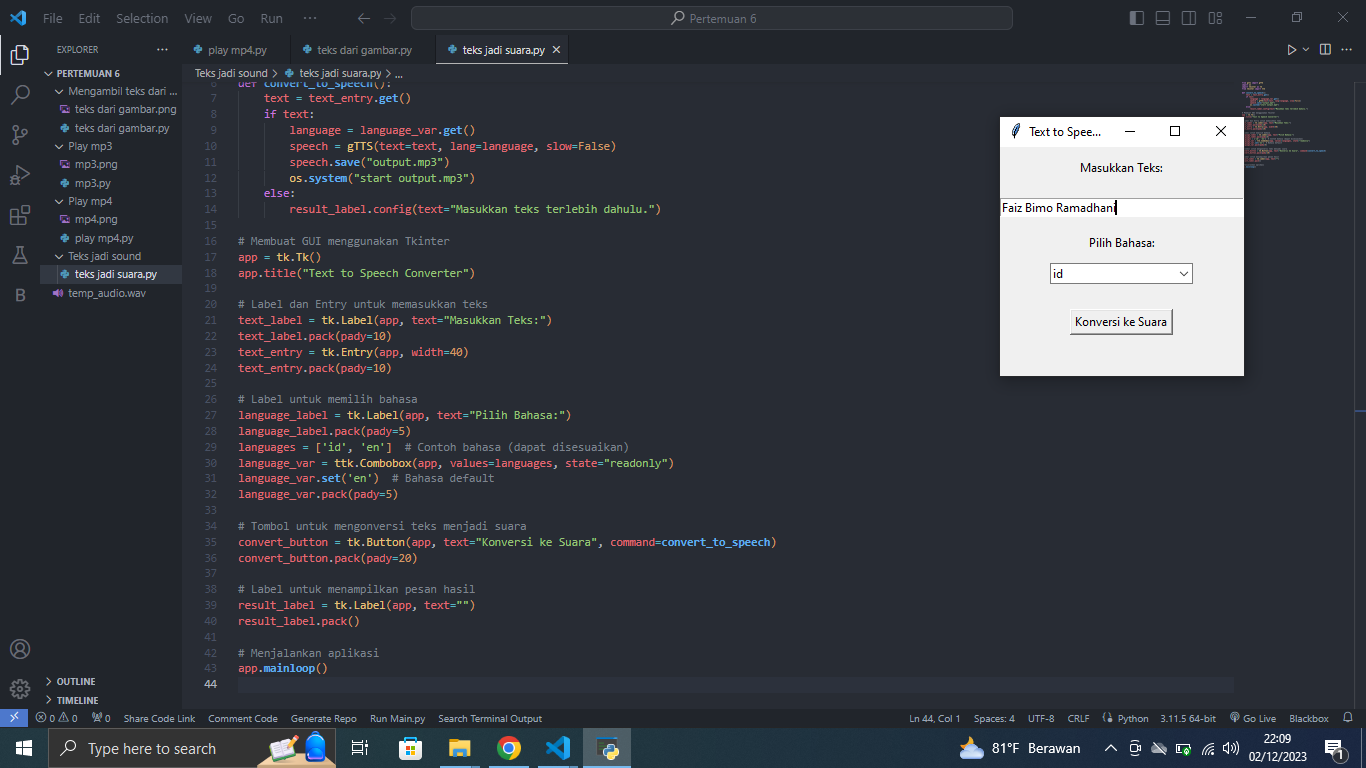 File Edit Selection View Go Run ··· Pertemuan 6
EXPLORER ···
PERTEMUAN 6
Mengambil teks dari ...
teks dari gambar.png
teks dari gambar.py
Play mp3
mp3.png
mp3.py
Play mp4
mp4.png
play mp4.py
Teks jadi sound
teks jadi suara.py
temp_audio.wav
OUTLINE
TIMELINE
play mp4.py teks dari gambar.py teks jadi suara.py
Teks jadi sound > teks jadi suara.py > ...
6 def convert_to_speech():
7 text = text_entry.get()
8 if text:
9 language = language_var.get()
10 speech = gTTS(text=text, lang=language, slow=False)
11 speech.save("output.mp3")
12 os.system("start output.mp3")
13 else:
14 result_label.config(text="Masukkan teks terlebih dahulu.")
15
16 # Membuat GUI menggunakan Tkinter
17 app = tk.Tk()
18 app.title("Text to Speech Converter")
19
20 # Label dan Entry untuk memasukkan teks
21 text_label = tk.Label(app, text="Masukkan Teks:")
22 text_label.pack(pady=10)
23 text_entry = tk.Entry(app, width=40)
24 text_entry.pack(pady=10)
25
26 # Label untuk memilih bahasa
27 language_label = tk.Label(app, text="Pilih Bahasa:")
28 language_label.pack(pady=5)
29 languages = ['id', 'en'] # Contoh bahasa (dapat disesuaikan)
30 language_var = ttk.Combobox(app, values=languages, state="readonly")
31 language_var.set('en') # Bahasa default
32 language_var.pack(pady=5)
33
34 # Tombol untuk mengonversi teks menjadi suara
35 convert_button = tk.Button(app, text="Konversi ke Suara", command=convert_to_speech)
36 convert_button.pack(pady=20)
37
38 # Label untuk menampilkan pesan hasil
39 result_label = tk.Label(app, text="")
40 result_label.pack()
41
42 # Menjalankan aplikasi
43 app.mainloop()
44
Text to Spee...
Masukkan Teks:
Faiz Bimo Ramadhani
Pilih Bahasa:
id
Konversi ke Suara
0 0 0 Share Code Link Comment Code Generate Repo Run Main.py Search Terminal Output Ln 44, Col 1 Spaces: 4 UTF-8 CRLF Python 3.11.5 64-bit Go Live Blackbox
Type here to search 81°F Berawan 22:09
02/12/2023 1